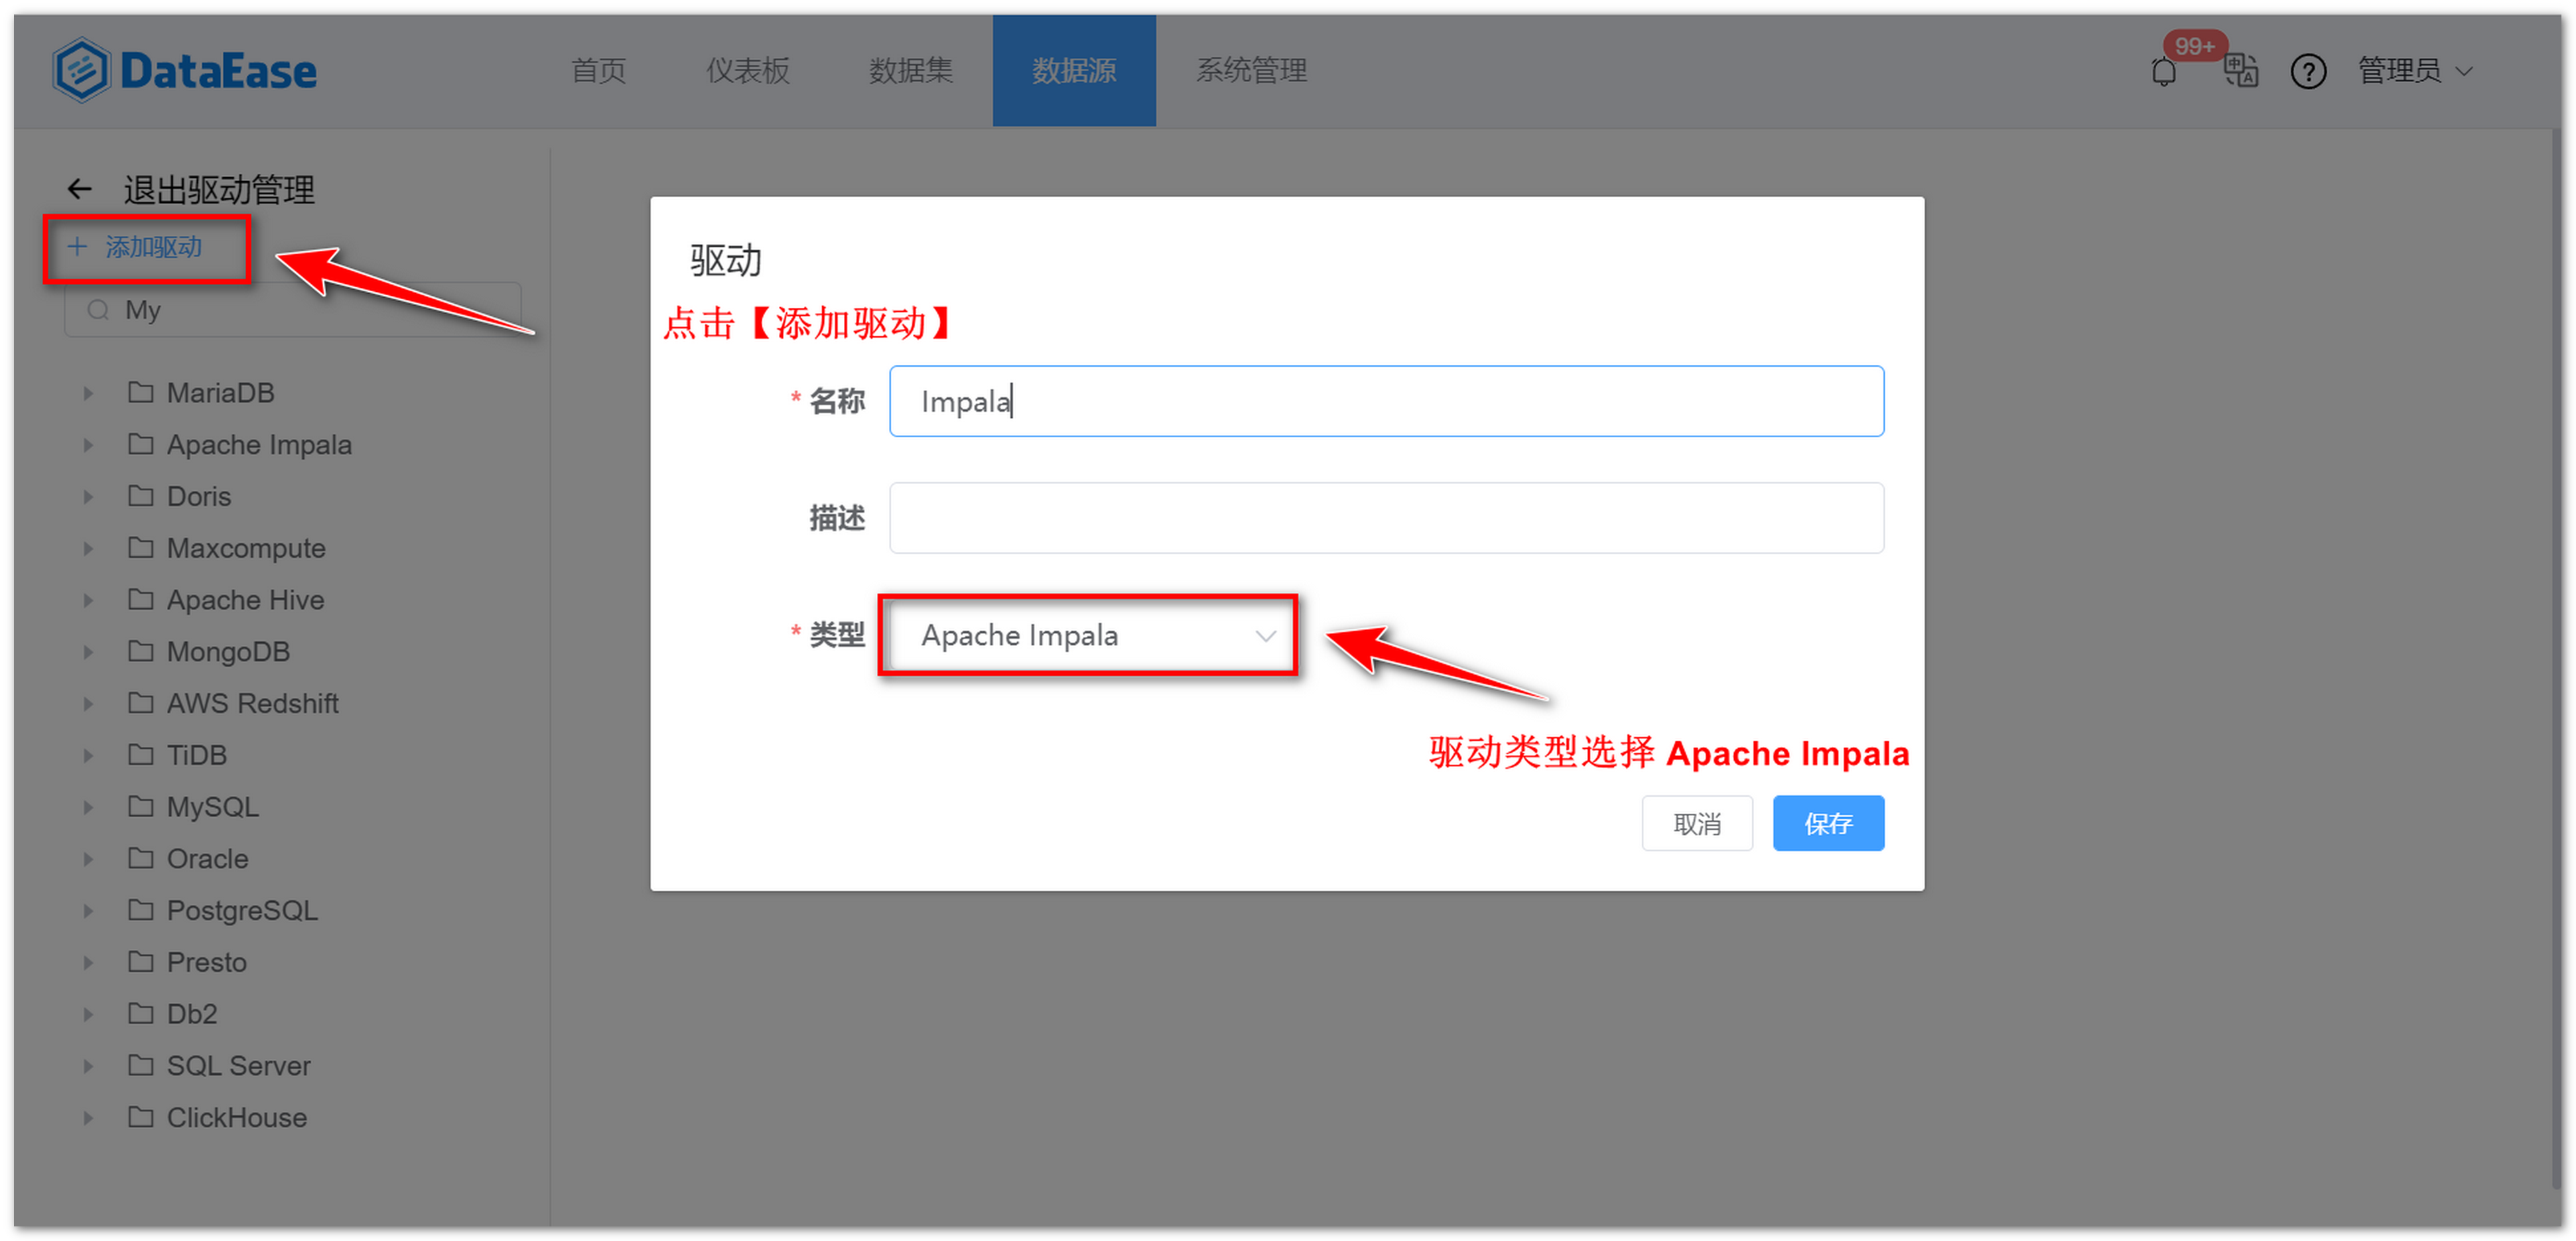 DataEase
首页 仪表板 数据集 数据源 系统管理 99+ 中 A ? 管理员
退出驱动管理
添加驱动
My
MariaDB
Apache Impala
Doris
Maxcompute
Apache Hive
MongoDB
AWS Redshift
TiDB
MySQL
Oracle
PostgreSQL
Presto
Db2
SQL Server
ClickHouse
驱动
点击【添加驱动】
* 名称 Impala
描述
* 类型 Apache Impala
驱动类型选择 Apache Impala
取消 保存